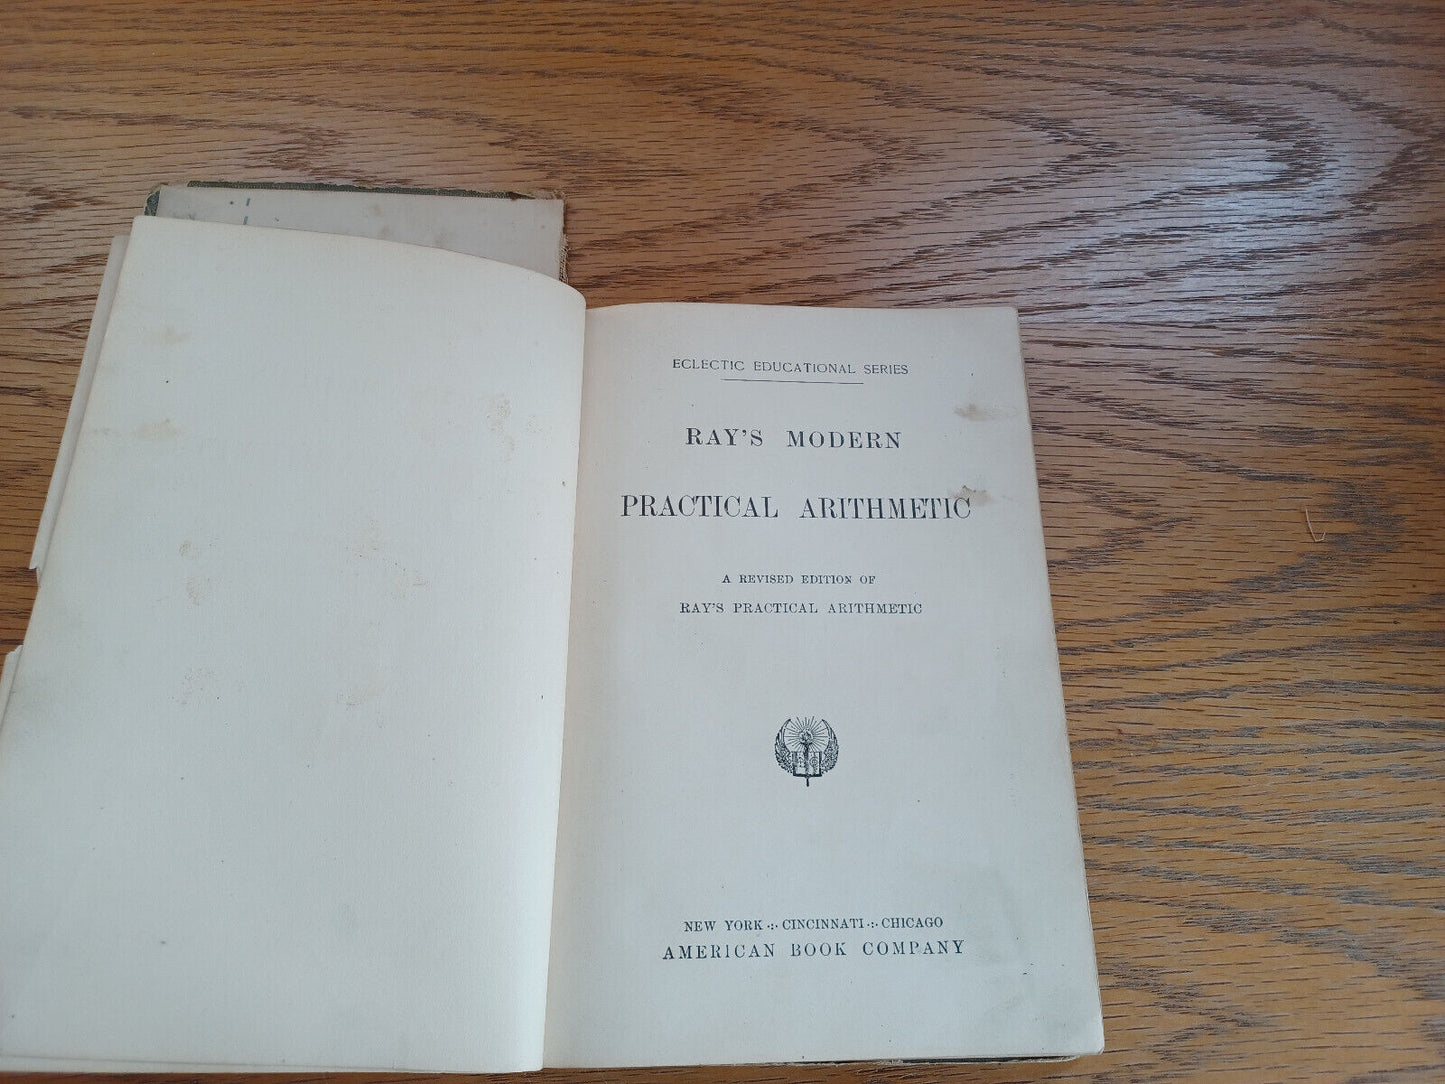 ECLECTIC EDUCATIONAL SERIES
RAY'S MODERN
PRACTICAL ARITHMETIC
A REVISED EDITION OF
RAY'S PRACTICAL ARITHMETIC
NEW YORK ·:· CINCINNATI ·:· CHICAGO
AMERICAN BOOK COMPANY